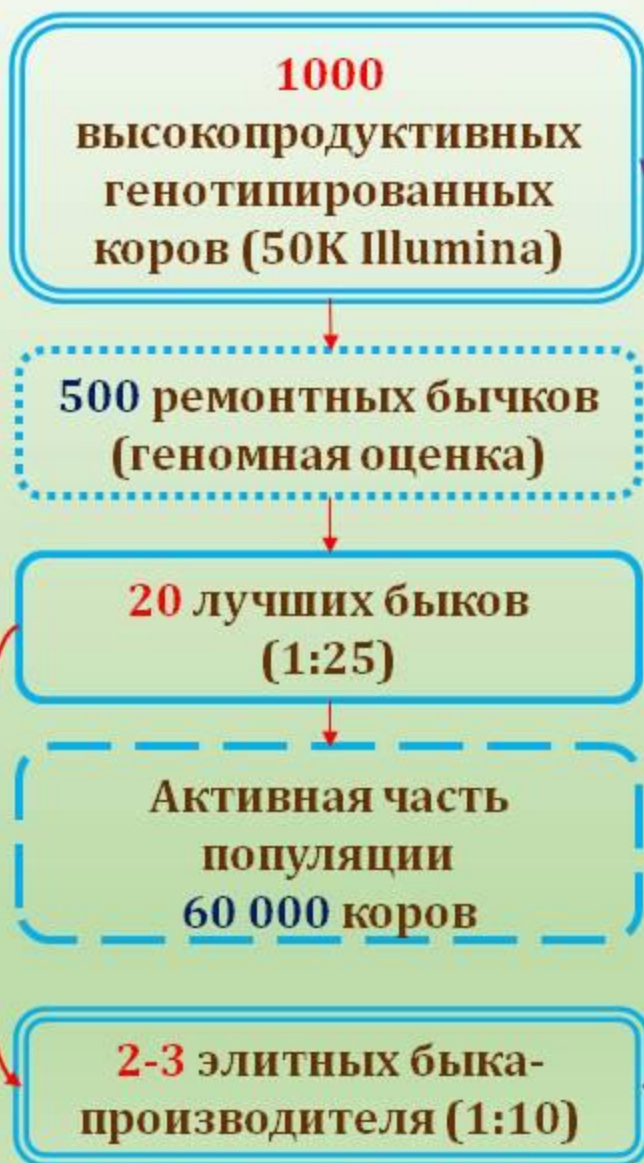 1000
высокопродуктивных
генотипированных
коров (50K Illumina)
500 ремонтных бычков
(геномная оценка)
20 лучших быков
(1:25)
Активная часть
популяции
60 000 коров
2-3 элитных быка-
производителя (1:10)